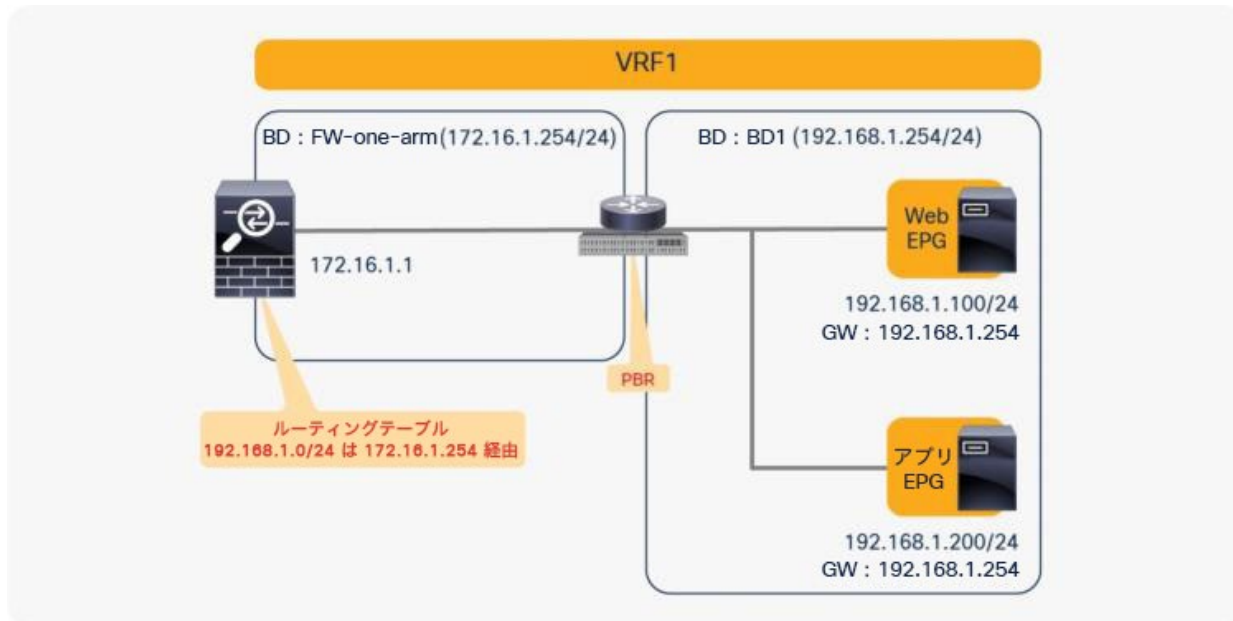 VRF1
BD：FW-one-arm(172.16.1.254/24)
BD：BD1 (192.168.1.254/24)
Web
EPG
172.16.1.1
192.168.1.100/24
GW：192.168.1.254
PBR
ルーティングテーブル
192.168.1.0/24 は 172.16.1.254 経由
アプリ
EPG
192.168.1.200/24
GW：192.168.1.254